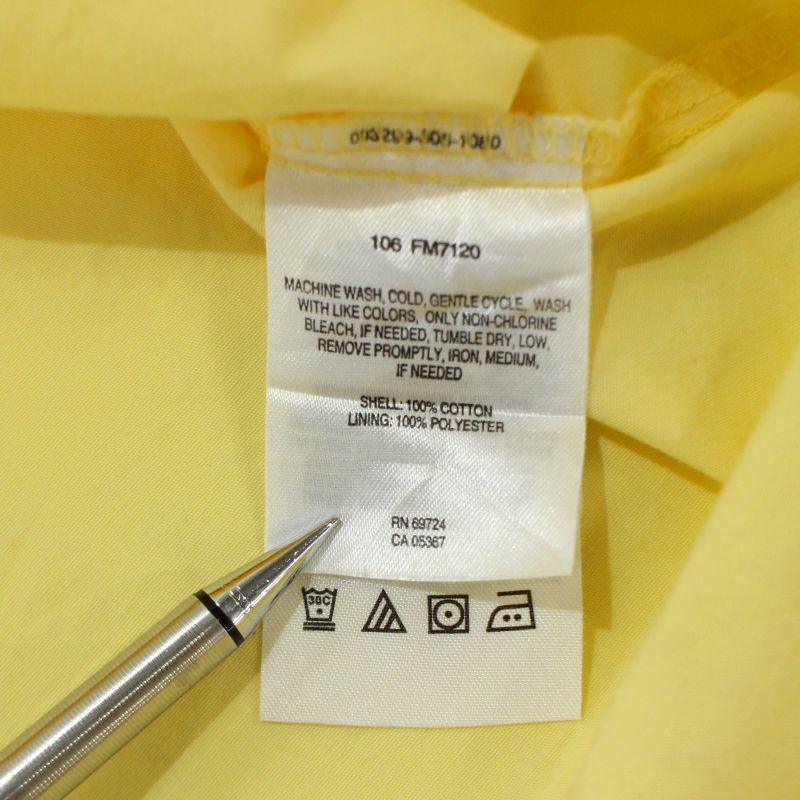 106 FM7120
MACHINE WASH, COLD, GENTLE CYCLE, WASH
WITH LIKE COLORS, ONLY NON-CHLORINE
BLEACH, IF NEEDED, TUMBLE DRY, LOW,
REMOVE PROMPTLY, IRON, MEDIUM,
IF NEEDED
SHELL: 100% COTTON
LINING: 100% POLYESTER
RN 69724
CA 05367
30C